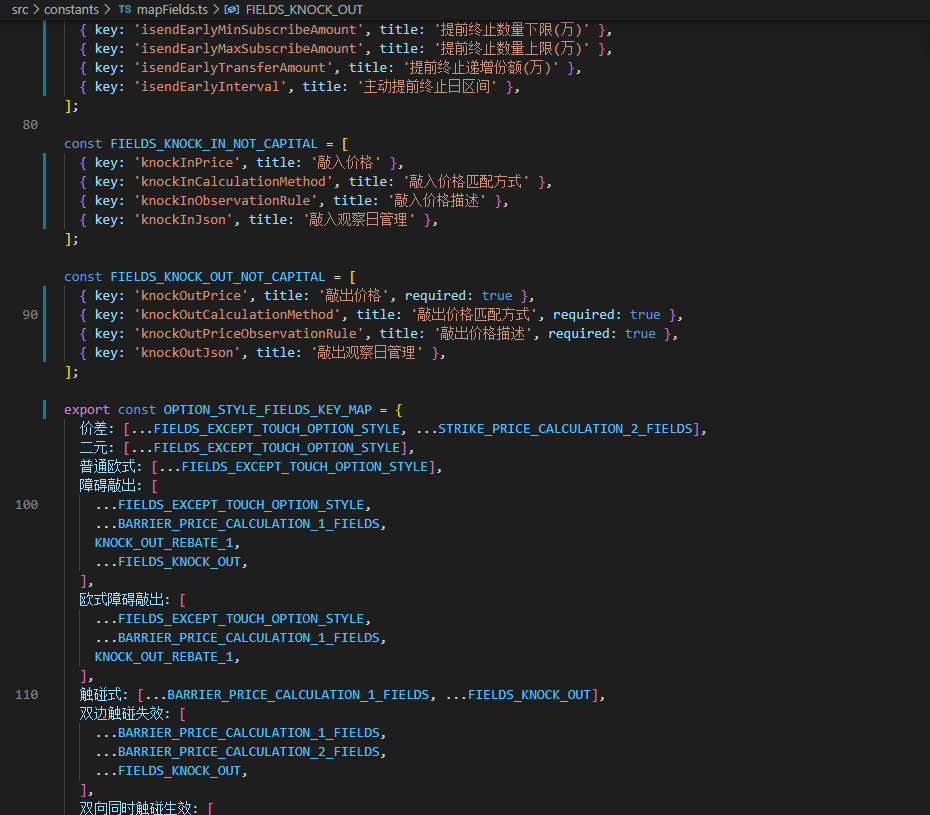 src > constants > TS mapFields.ts > FIELDS_KNOCK_OUT
{ key: 'isendEarlyMinSubscribeAmount', title: '提前终止数量下限(万)' },
{ key: 'isendEarlyMaxSubscribeAmount', title: '提前终止数量上限(万)' },
{ key: 'isendEarlyTransferAmount', title: '提前终止递增份额(万)' },
{ key: 'isendEarlyInterval', title: '主动提前终止日区间' },
];
80
const FIELDS_KNOCK_IN_NOT_CAPITAL = [
{ key: 'knockInPrice', title: '敲入价格' },
{ key: 'knockInCalculationMethod', title: '敲入价格匹配方式' },
{ key: 'knockInObservationRule', title: '敲入价格描述' },
{ key: 'knockInJson', title: '敲入观察日管理' },
];
const FIELDS_KNOCK_OUT_NOT_CAPITAL = [
{ key: 'knockOutPrice', title: '敲出价格', required: true },
90 { key: 'knockOutCalculationMethod', title: '敲出价格匹配方式', required: true },
{ key: 'knockOutPriceObservationRule', title: '敲出价格描述', required: true },
{ key: 'knockOutJson', title: '敲出观察日管理' },
];
export const OPTION_STYLE_FIELDS_KEY_MAP = {
价差: [...FIELDS_EXCEPT_TOUCH_OPTION_STYLE, ...STRIKE_PRICE_CALCULATION_2_FIELDS],
二元: [...FIELDS_EXCEPT_TOUCH_OPTION_STYLE],
普通欧式: [...FIELDS_EXCEPT_TOUCH_OPTION_STYLE],
障碍敲出: [
100 ...FIELDS_EXCEPT_TOUCH_OPTION_STYLE,
...BARRIER_PRICE_CALCULATION_1_FIELDS,
KNOCK_OUT_REBATE_1,
...FIELDS_KNOCK_OUT,
],
欧式障碍敲出: [
...FIELDS_EXCEPT_TOUCH_OPTION_STYLE,
...BARRIER_PRICE_CALCULATION_1_FIELDS,
KNOCK_OUT_REBATE_1,
],
110 触碰式: [...BARRIER_PRICE_CALCULATION_1_FIELDS, ...FIELDS_KNOCK_OUT],
双边触碰失效: [
...BARRIER_PRICE_CALCULATION_1_FIELDS,
...BARRIER_PRICE_CALCULATION_2_FIELDS,
...FIELDS_KNOCK_OUT,
],
双向同时触碰生效: [